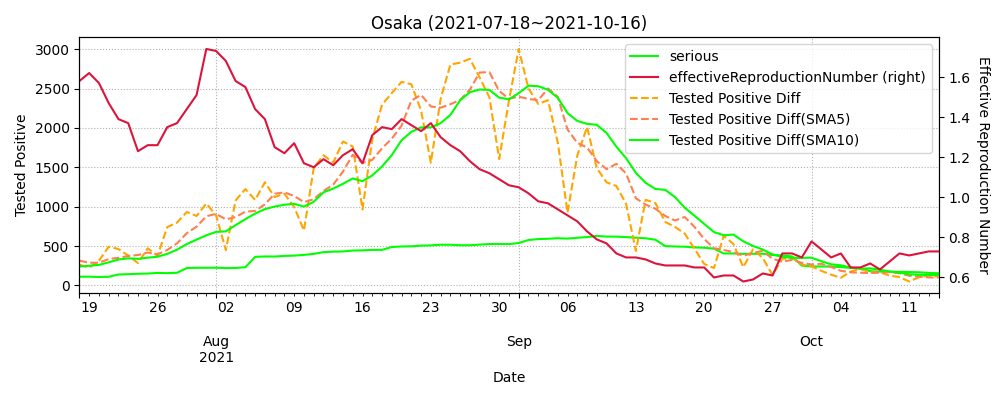 Osaka (2021-07-18~2021-10-16)
serious
effectiveReproductionNumber (right)
Tested Positive Diff
Tested Positive Diff(SMA5)
Tested Positive Diff(SMA10)
Tested Positive
3000
2500
2000
1500
1000
500
0
Effective Reproduction Number
1.6
1.4
1.2
1.0
0.8
0.6
19 26 02 09 16 23 30 06 13 20 27 04 11
Aug Sep Oct
2021
Date